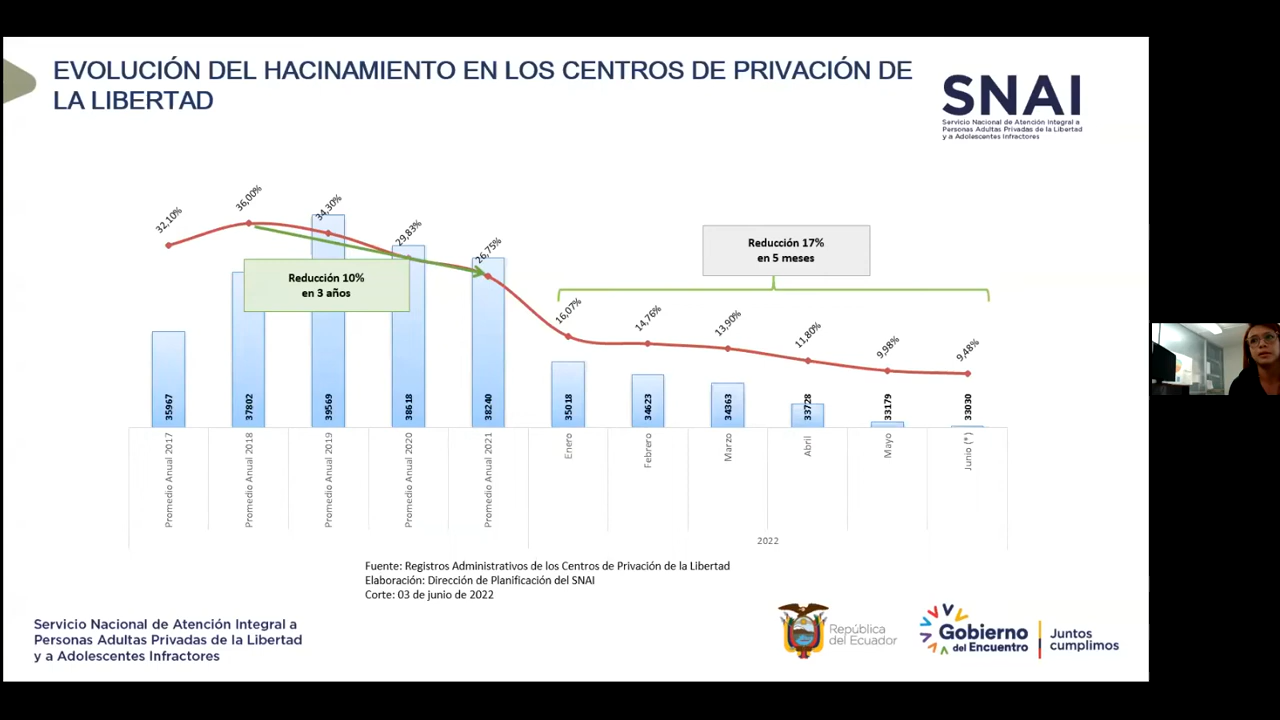 EVOLUCIÓN DEL HACINAMIENTO EN LOS CENTROS DE PRIVACIÓN DE
LA LIBERTAD
SNAI
Servicio Nacional de Atención Integral a
Personas Adultas Privadas de la Libertad
y a Adolescentes Infractores
32,10%
36,00%
34,30%
29,83%
26,75%
16,07%
14,76%
13,90%
11,80%
9,98%
9,48%
Reducción 10%
en 3 años
Reducción 17%
en 5 meses
35967
37802
39569
38618
38240
35018
34623
34363
33728
33179
33030
Promedio Anual 2017
Promedio Anual 2018
Promedio Anual 2019
Promedio Anual 2020
Promedio Anual 2021
Enero
Febrero
Marzo
Abril
Mayo
Junio (*)
2022
Fuente: Registros Administrativos de los Centros de Privación de la Libertad
Elaboración: Dirección de Planificación del SNAI
Corte: 03 de junio de 2022
Servicio Nacional de Atención Integral a
Personas Adultas Privadas de la Libertad
y a Adolescentes Infractores
República
del Ecuador
Gobierno
del Encuentro
Juntos
cumplimos